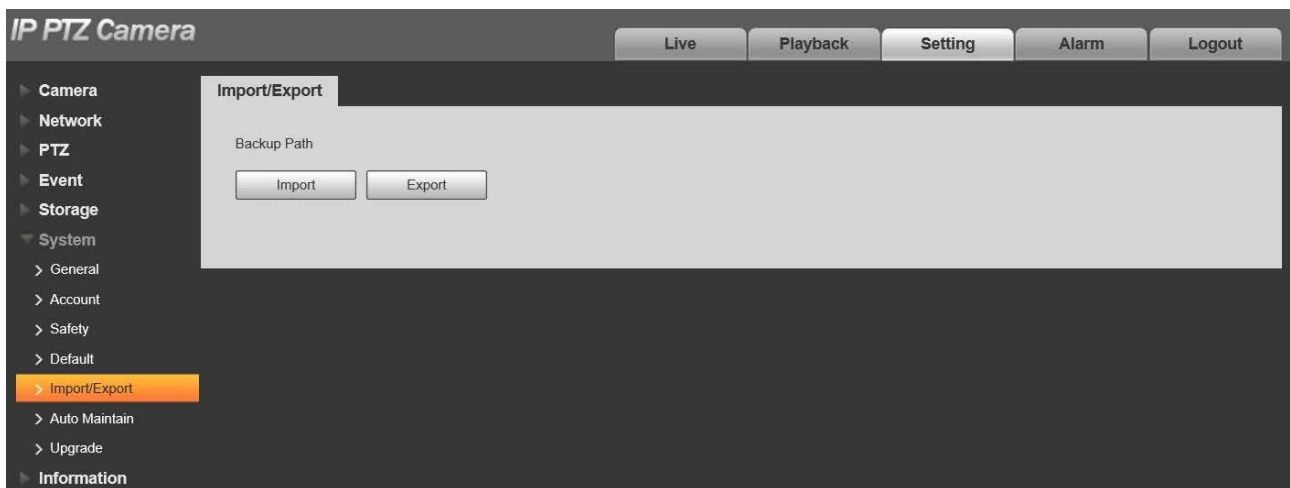 IP PTZ Camera
Live Playback Setting Alarm Logout
Camera
Network
PTZ
Event
Storage
System
General
Account
Safety
Default
Import/Export
Auto Maintain
Upgrade
Information
Import/Export
Backup Path
Import Export